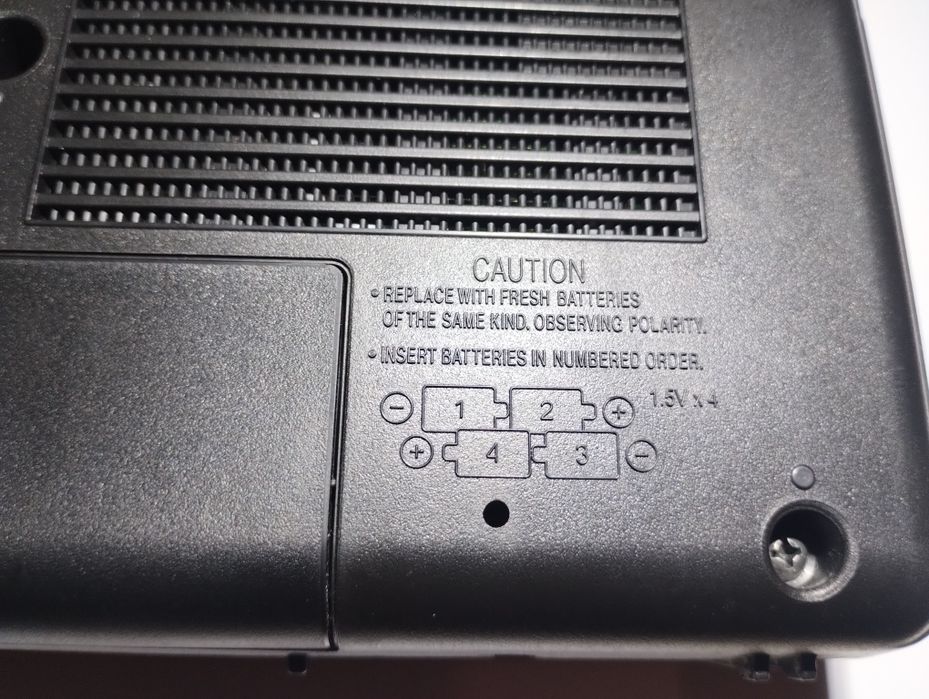 CAUTION
• REPLACE WITH FRESH BATTERIES
OF THE SAME KIND. OBSERVING POLARITY.
• INSERT BATTERIES IN NUMBERED ORDER.
− 1 2 + 1.5V x 4
+ 4 3 −